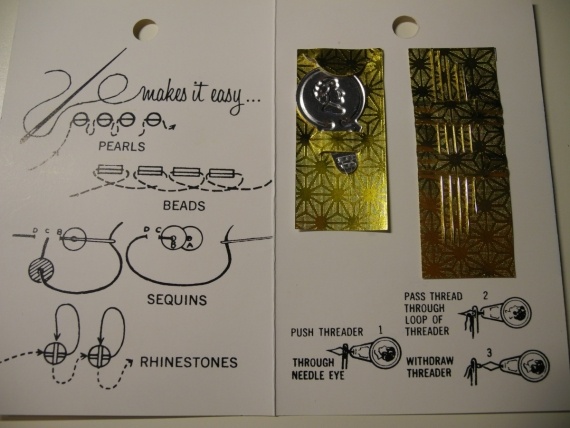 makes it easy...
PEARLS
BEADS
D C B
D C B A
SEQUINS
RHINESTONES
PUSH THREADER 1
THROUGH
NEEDLE EYE
PASS THREAD 2
THROUGH
LOOP OF
THREADER
WITHDRAW 3
THREADER